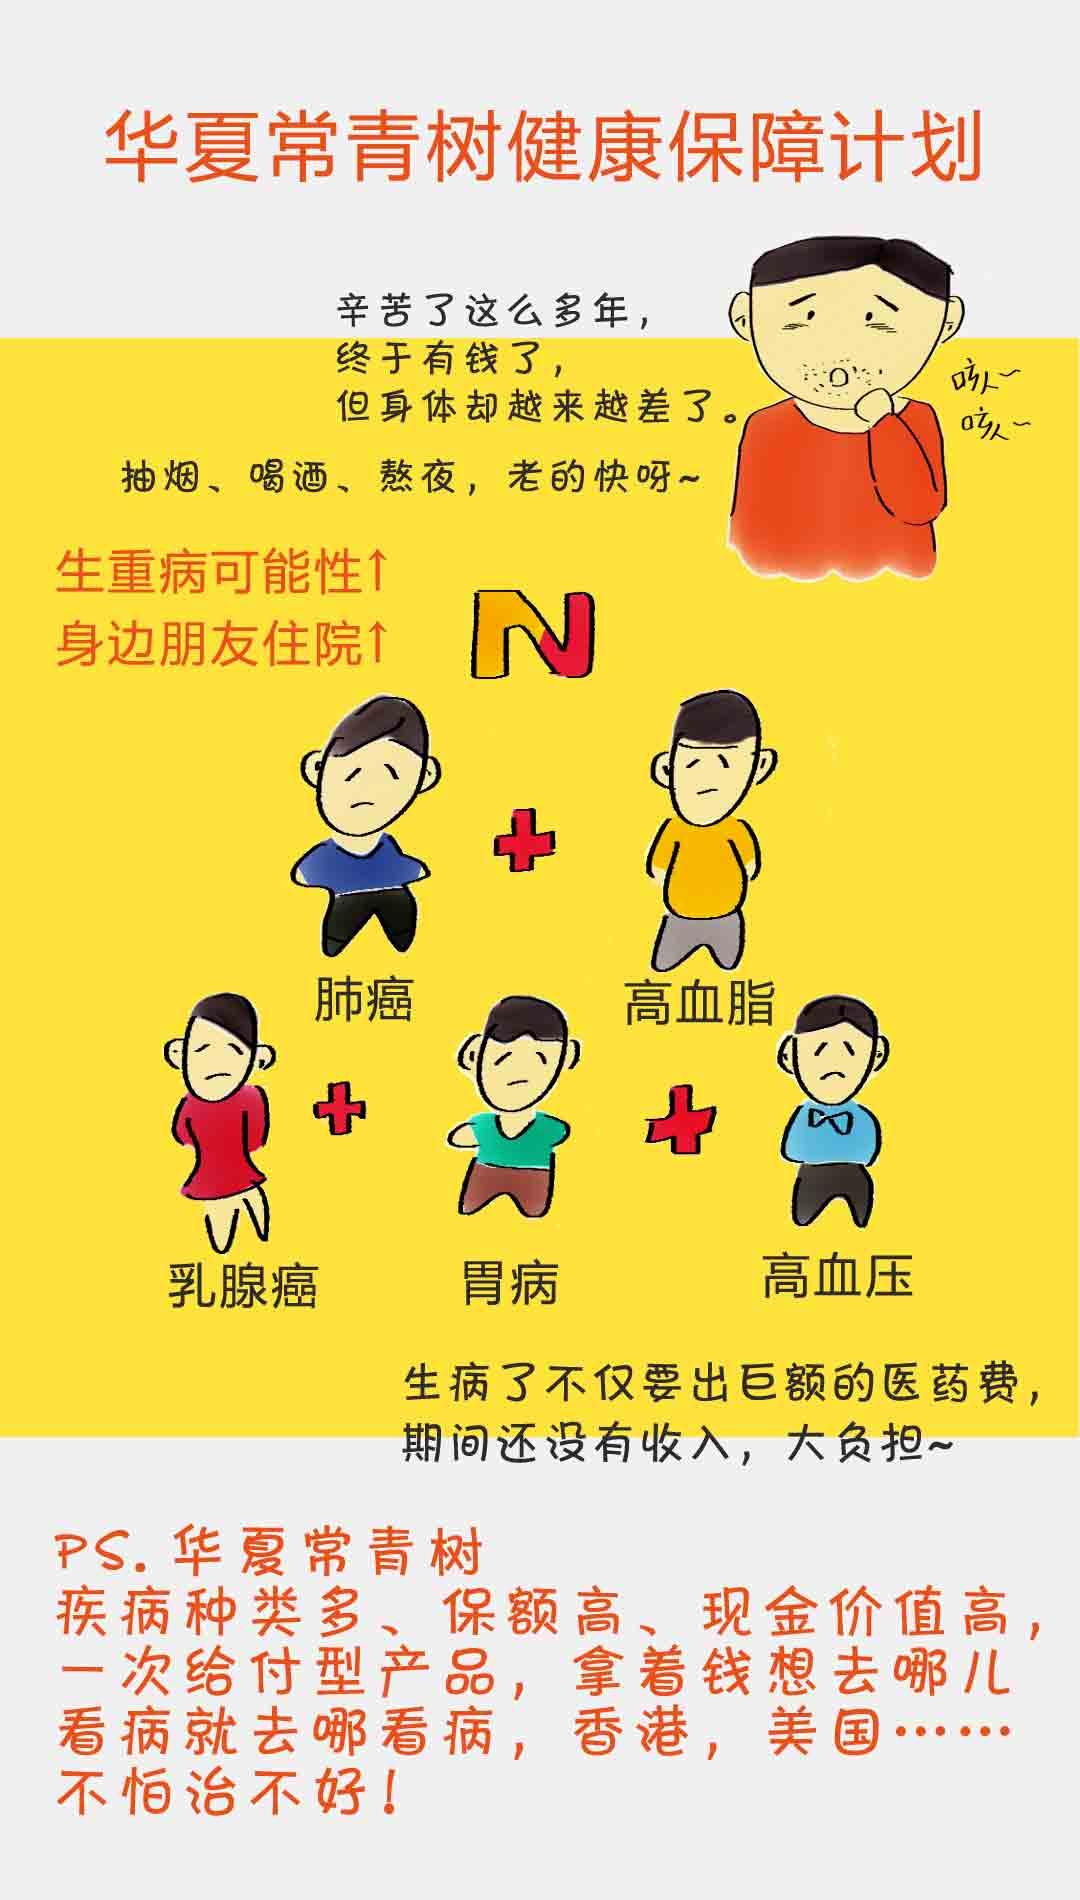 华夏常青树健康保障计划
辛苦了这么多年，
终于有钱了，
但身体却越来越差了。
咳～
咳～
抽烟、喝酒、熬夜，老的快呀~
生重病可能性↑
身边朋友住院↑
N
肺癌
高血脂
乳腺癌
胃病
高血压
生病了不仅要出巨额的医药费，
期间还没有收入，大负担~
PS.华夏常青树
疾病种类多、保额高、现金价值高，
一次给付型产品，拿着钱想去哪儿
看病就去哪看病，香港，美国……
不怕治不好！